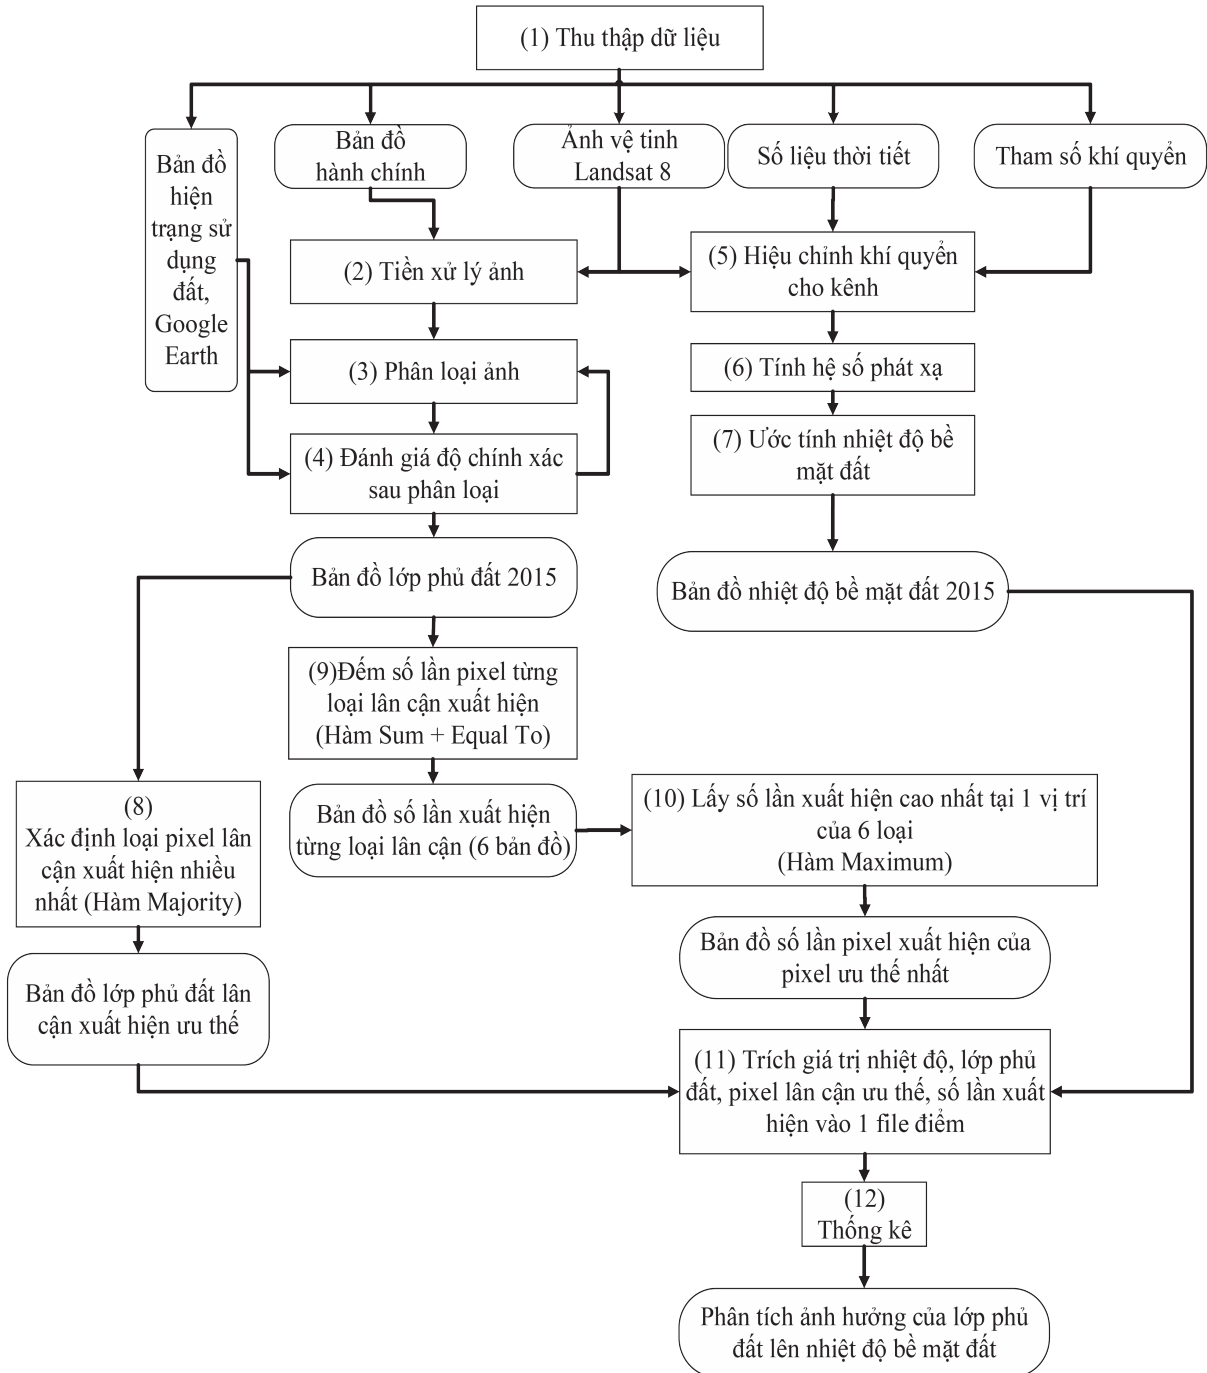 (1) Thu thập dữ liệu
Bản đồ
hiện
trạng sử
dụng
đất,
Google
Earth
Bản đồ
hành chính
Ảnh vệ tinh
Landsat 8
Số liệu thời tiết
Tham số khí quyển
(2) Tiền xử lý ảnh
(5) Hiệu chỉnh khí quyển
cho kênh
(3) Phân loại ảnh
(6) Tính hệ số phát xạ
(4) Đánh giá độ chính xác
sau phân loại
(7) Ước tính nhiệt độ bề
mặt đất
Bản đồ lớp phủ đất 2015
Bản đồ nhiệt độ bề mặt đất 2015
(9)Đếm số lần pixel từng
loại lân cận xuất hiện
(Hàm Sum + Equal To)
(8)
Xác định loại pixel lân
cận xuất hiện nhiều
nhất (Hàm Majority)
Bản đồ số lần xuất hiện
từng loại lân cận (6 bản đồ)
(10) Lấy số lần xuất hiện cao nhất tại 1 vị trí
của 6 loại
(Hàm Maximum)
Bản đồ số lần pixel xuất hiện của
pixel ưu thế nhất
Bản đồ lớp phủ đất lân
cận xuất hiện ưu thế
(11) Trích giá trị nhiệt độ, lớp phủ
đất, pixel lân cận ưu thế, số lần xuất
hiện vào 1 file điểm
(12)
Thống kê
Phân tích ảnh hưởng của lớp phủ
đất lên nhiệt độ bề mặt đất